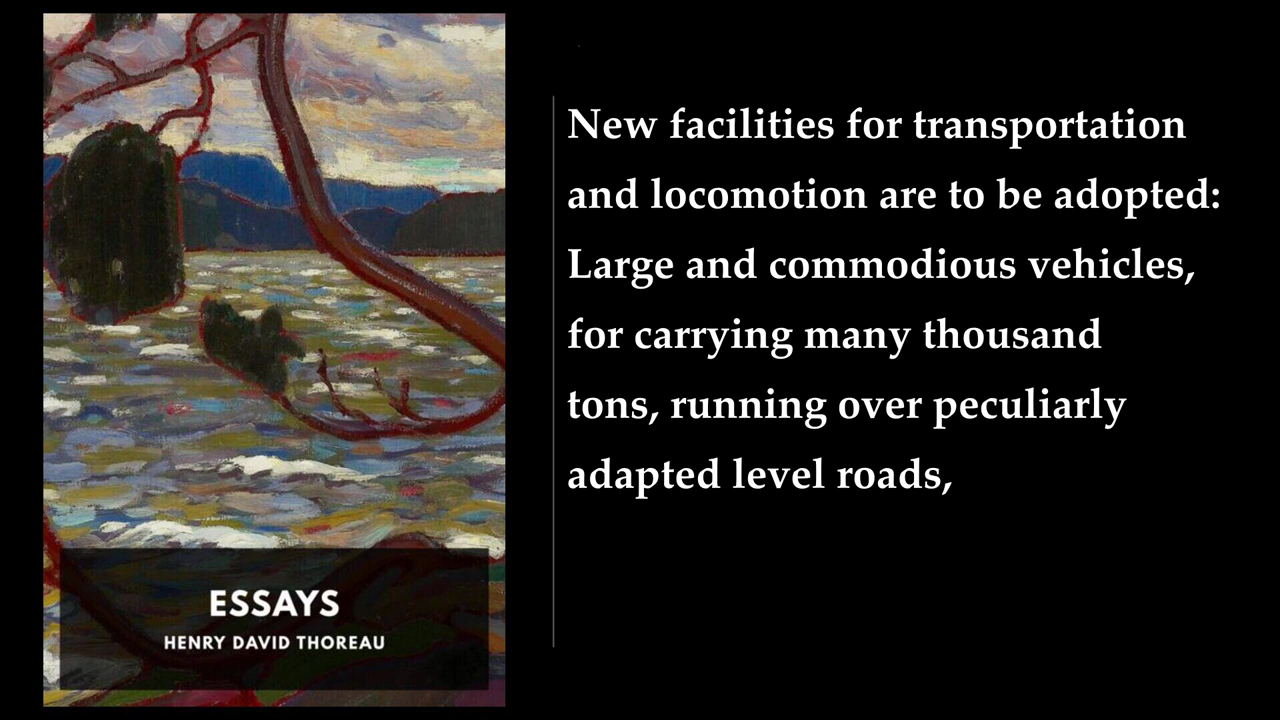 New facilities for transportation
and locomotion are to be adopted:
Large and commodious vehicles,
for carrying many thousand
tons, running over peculiarly
adapted level roads,
ESSAYS
HENRY DAVID THOREAU